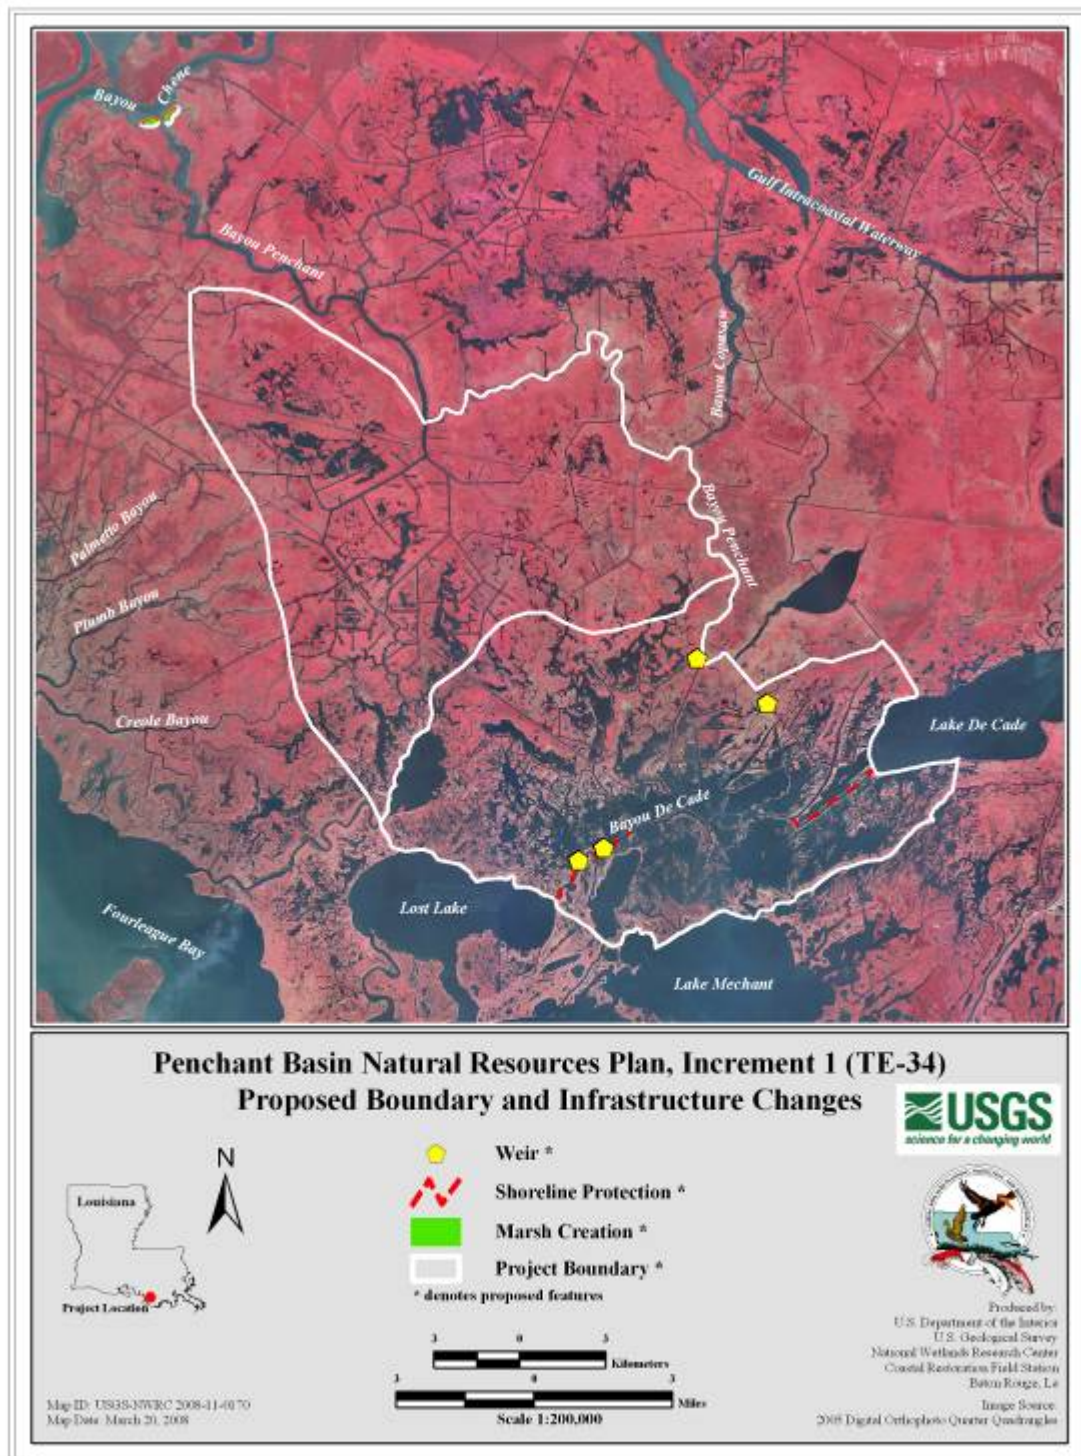 Bayou Chene
Gulf Intracoastal Waterway
Bayou Penchant
Bayou Copasaw
Bayou Penchant
Palmetto Bayou
Plumb Bayou
Creole Bayou
Lake De Cade
Bayou De Cade
Lost Lake
Fourleague Bay
Lake Mechant
Penchant Basin Natural Resources Plan, Increment 1 (TE-34)
Proposed Boundary and Infrastructure Changes
USGS
science for a changing world
N
Louisiana
Project Location
Weir *
Shoreline Protection *
Marsh Creation *
Project Boundary *
* denotes proposed features
3 0 3
Kilometers
3 0 3
Miles
Scale 1:200,000
Map ID: USGS-NWRC 2008-11-0170
Map Date: March 20, 2008
Produced by:
U.S. Department of the Interior
U.S. Geological Survey
National Wetlands Research Center
Coastal Restoration Field Station
Baton Rouge, La
Image Source:
2005 Digital Orthophoto Quarter Quadrangles